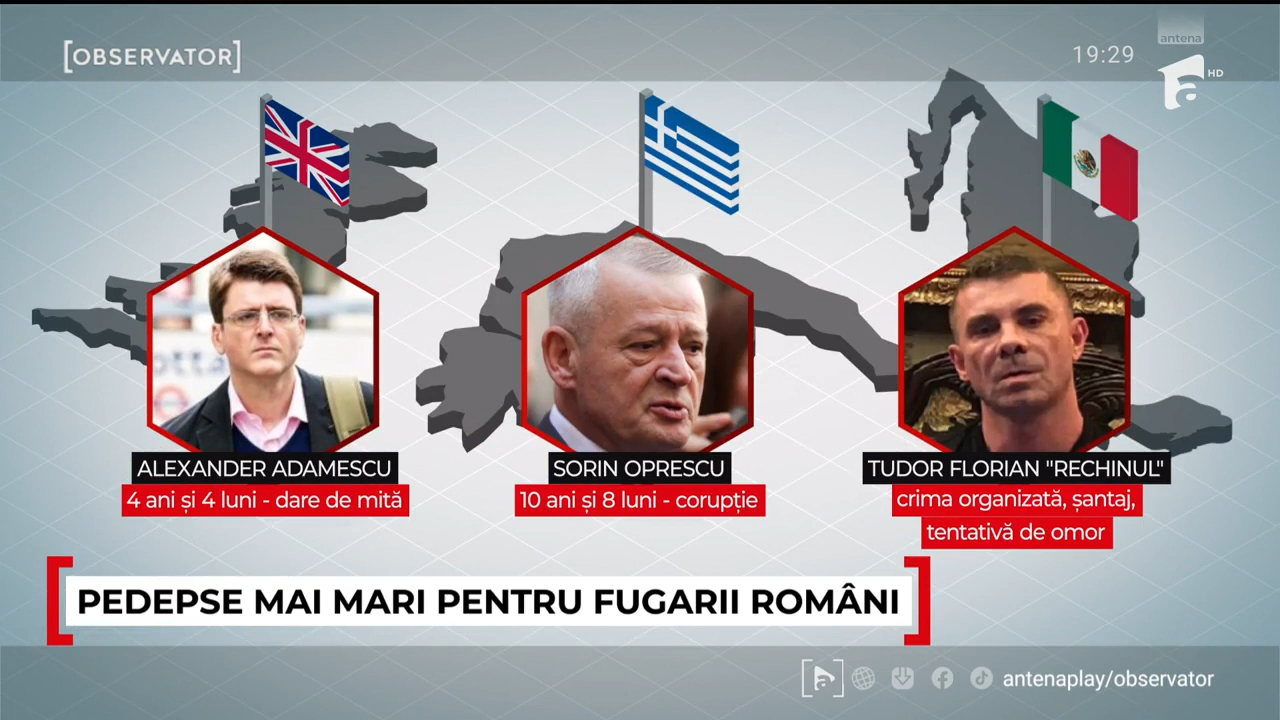 [OBSERVATOR]
19:29
antena
HD
ALEXANDER ADAMESCU
4 ani și 4 luni - dare de mită
SORIN OPRESCU
10 ani și 8 luni - corupție
TUDOR FLORIAN "RECHINUL"
crima organizată, șantaj,
tentativă de omor
PEDEPSE MAI MARI PENTRU FUGARII ROMÂNI
antenaplay/observator